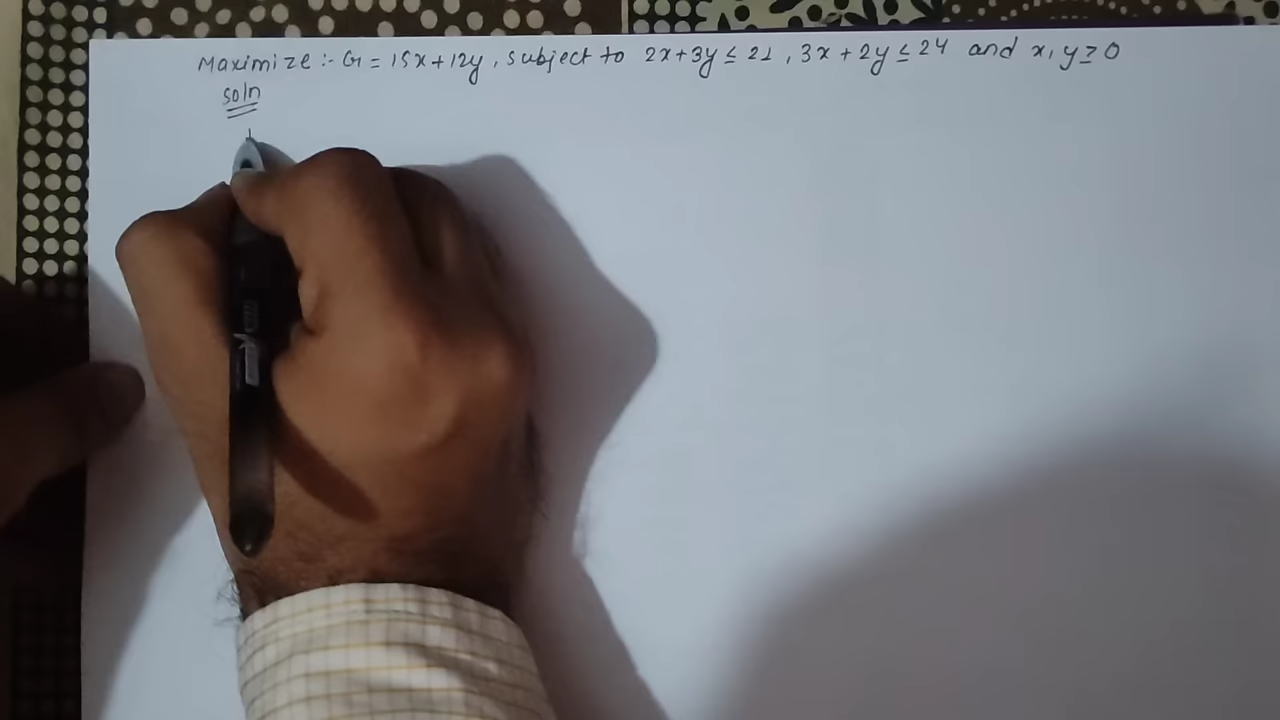 Maximize :- G = 15x+12y, subject to 2x+3y ≤ 21, 3x+2y ≤ 24 and x, y ≥ 0
soln